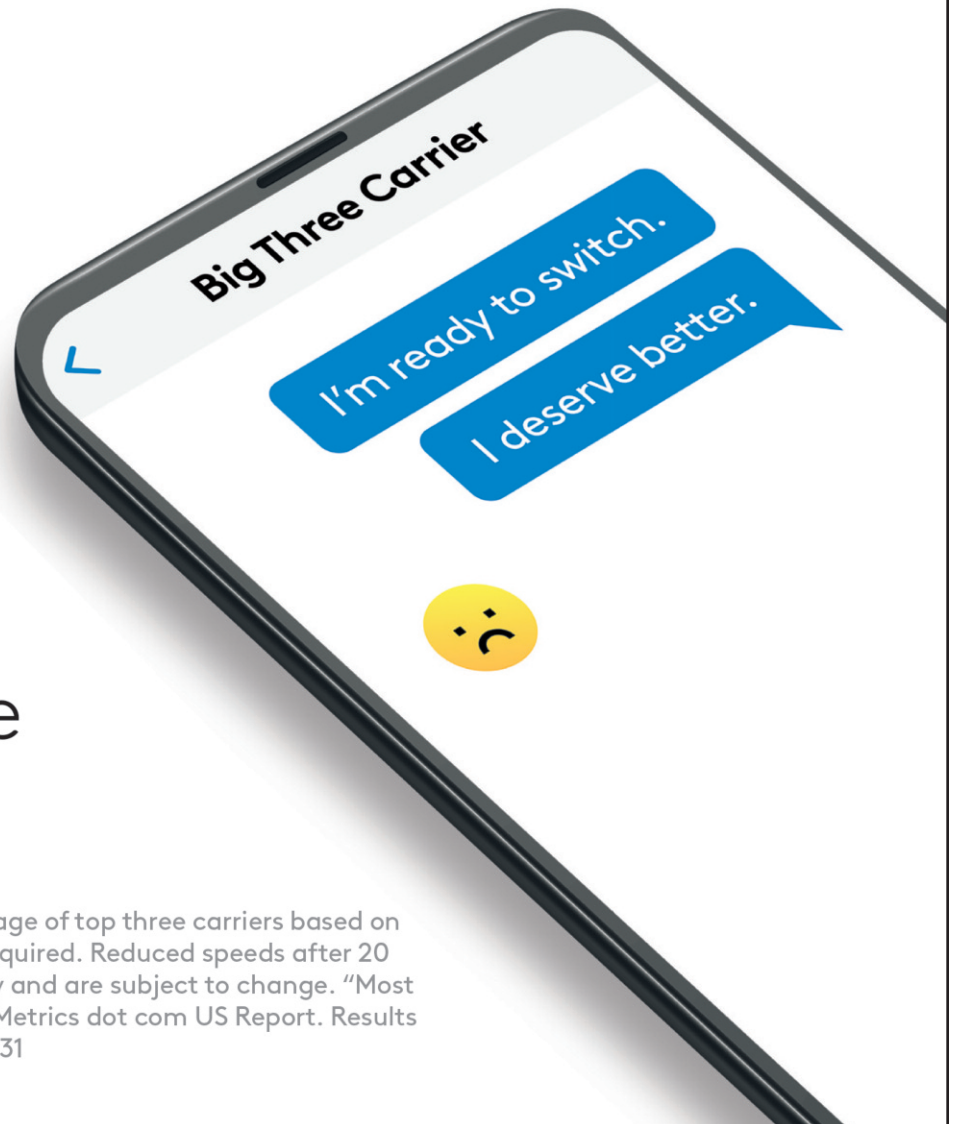 Big Three Carrier
I'm ready to switch.
I deserve better.
e
age of top three carriers based on
quired. Reduced speeds after 20
y and are subject to change. "Most
Metrics dot com US Report. Results
31